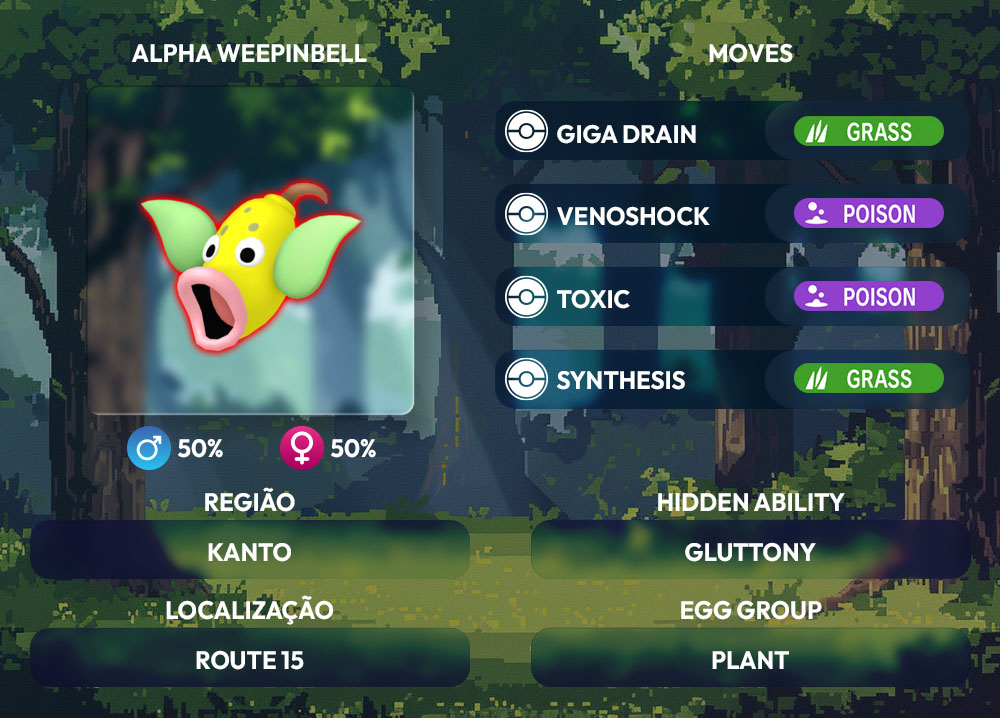 ALPHA WEEPINBELL
50%
50%
REGIÃO
KANTO
LOCALIZAÇÃO
ROUTE 15
MOVES
GIGA DRAIN GRASS
VENOSHOCK POISON
TOXIC POISON
SYNTHESIS GRASS
HIDDEN ABILITY
GLUTTONY
EGG GROUP
PLANT